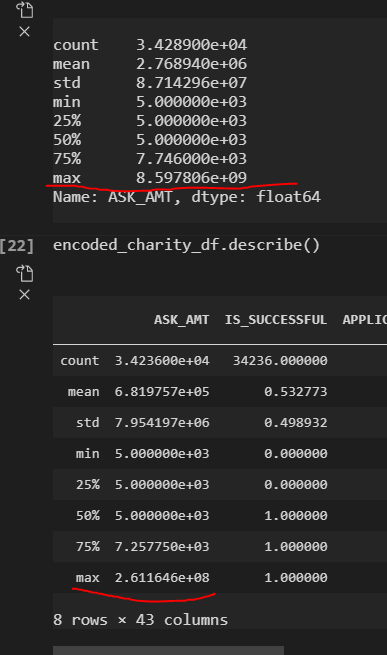 count 3.428900e+04
mean 2.768940e+06
std 8.714296e+07
min 5.000000e+03
25% 5.000000e+03
50% 5.000000e+03
75% 7.746000e+03
max 8.597806e+09
Name: ASK_AMT, dtype: float64
[22] encoded_charity_df.describe()
ASK_AMT IS_SUCCESSFUL APPLIC
count 3.423600e+04 34236.000000
mean 6.819757e+05 0.532773
std 7.954197e+06 0.498932
min 5.000000e+03 0.000000
25% 5.000000e+03 0.000000
50% 5.000000e+03 1.000000
75% 7.257750e+03 1.000000
max 2.611646e+08 1.000000
8 rows × 43 columns